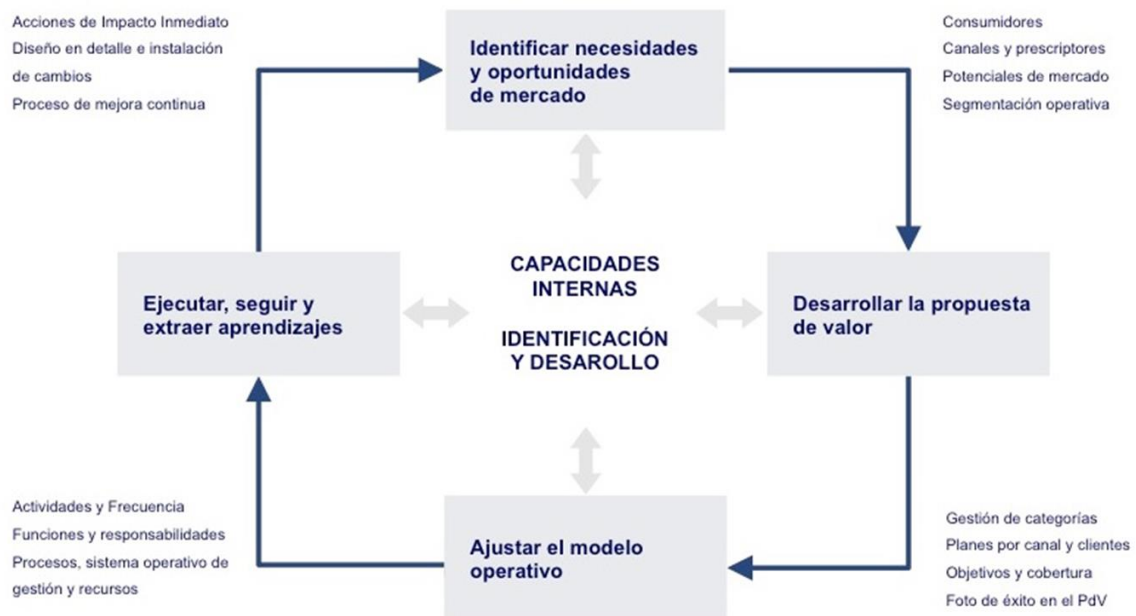 Acciones de Impacto Inmediato
Diseño en detalle e instalación
de cambios
Proceso de mejora continua
Identificar necesidades
y oportunidades
de mercado
Consumidores
Canales y prescriptores
Potenciales de mercado
Segmentación operativa
Ejecutar, seguir y
extraer aprendizajes
CAPACIDADES
INTERNAS
IDENTIFICACIÓN
Y DESAROLLO
Desarrollar la propuesta
de valor
Actividades y Frecuencia
Funciones y responsabilidades
Procesos, sistema operativo de
gestión y recursos
Ajustar el modelo
operativo
Gestión de categorías
Planes por canal y clientes
Objetivos y cobertura
Foto de éxito en el PdV